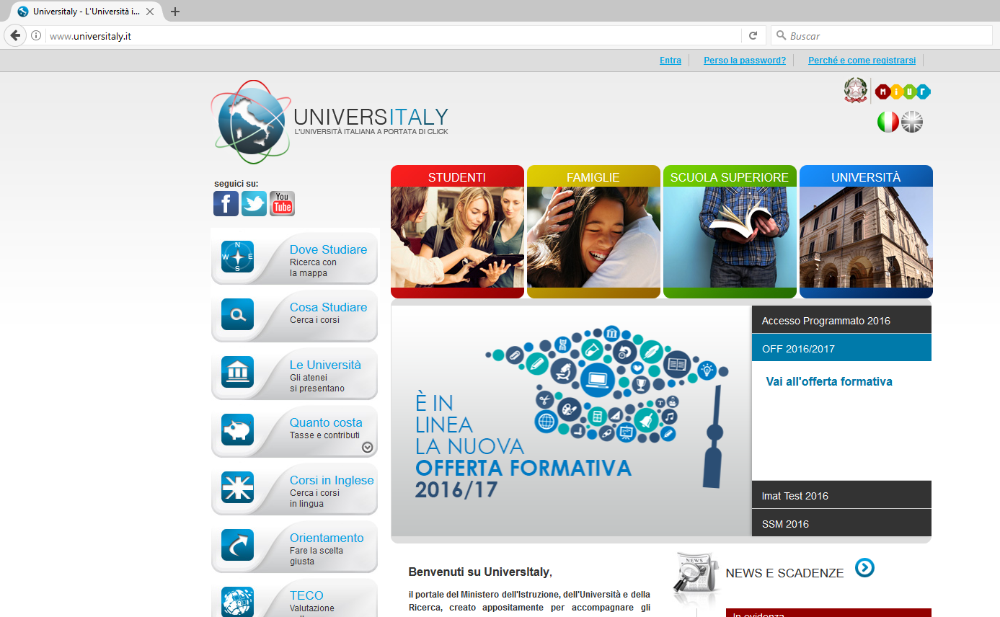 Universitaly - L'Università i...
www.universitaly.it
Buscar
Entra
Perso la password?
Perché e come registrarsi
MIUR
UNIVERSITALY
L'UNIVERSITÀ ITALIANA A PORTATA DI CLICK
seguici su:
f
You
Tube
STUDENTI
FAMIGLIE
SCUOLA SUPERIORE
UNIVERSITÀ
N
W E
S
Dove Studiare
Ricerca con
la mappa
Cosa Studiare
Cerca i corsi
Le Università
Gli atenei
si presentano
Quanto costa
Tasse e contributi
Corsi in Inglese
Cerca i corsi
in lingua
Orientamento
Fare la scelta
giusta
TECO
Valutazione
È IN
LINEA
LA NUOVA
OFFERTA FORMATIVA
2016/17
Accesso Programmato 2016
OFF 2016/2017
Vai all'offerta formativa
Imat Test 2016
SSM 2016
Benvenuti su UniversItaly,
il portale del Ministero dell'Istruzione, dell'Università e della
Ricerca, creato appositamente per accompagnare gli
NEWS
NEWS E SCADENZE
In evidenza